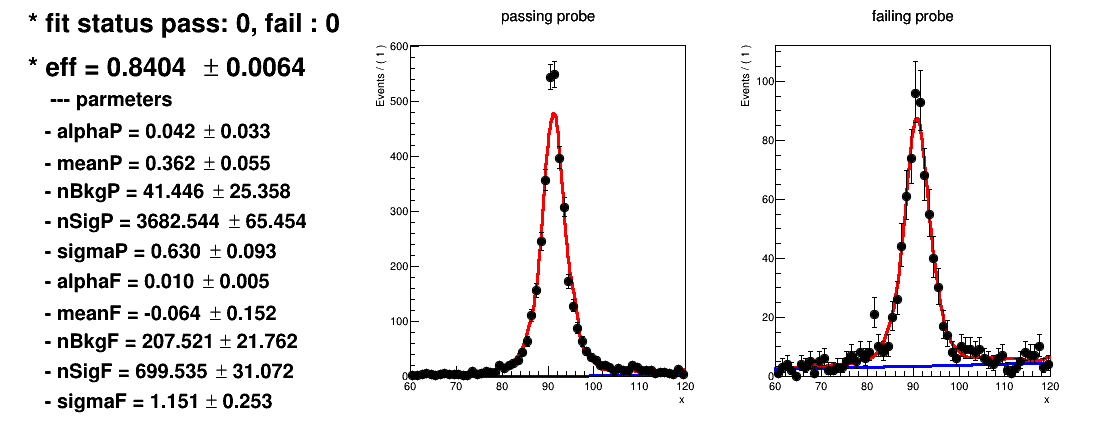 * fit status pass: 0, fail : 0
* eff = 0.8404 ± 0.0064
--- parmeters
- alphaP = 0.042 ± 0.033
- meanP = 0.362 ± 0.055
- nBkgP = 41.446 ± 25.358
- nSigP = 3682.544 ± 65.454
- sigmaP = 0.630 ± 0.093
- alphaF = 0.010 ± 0.005
- meanF = -0.064 ± 0.152
- nBkgF = 207.521 ± 21.762
- nSigF = 699.535 ± 31.072
- sigmaF = 1.151 ± 0.253
passing probe
Events / ( 1 )
600
500
400
300
200
100
0
60 70 80 90 100 110 120
x
failing probe
Events / ( 1 )
100
80
60
40
20
0
60 70 80 90 100 110 120
x